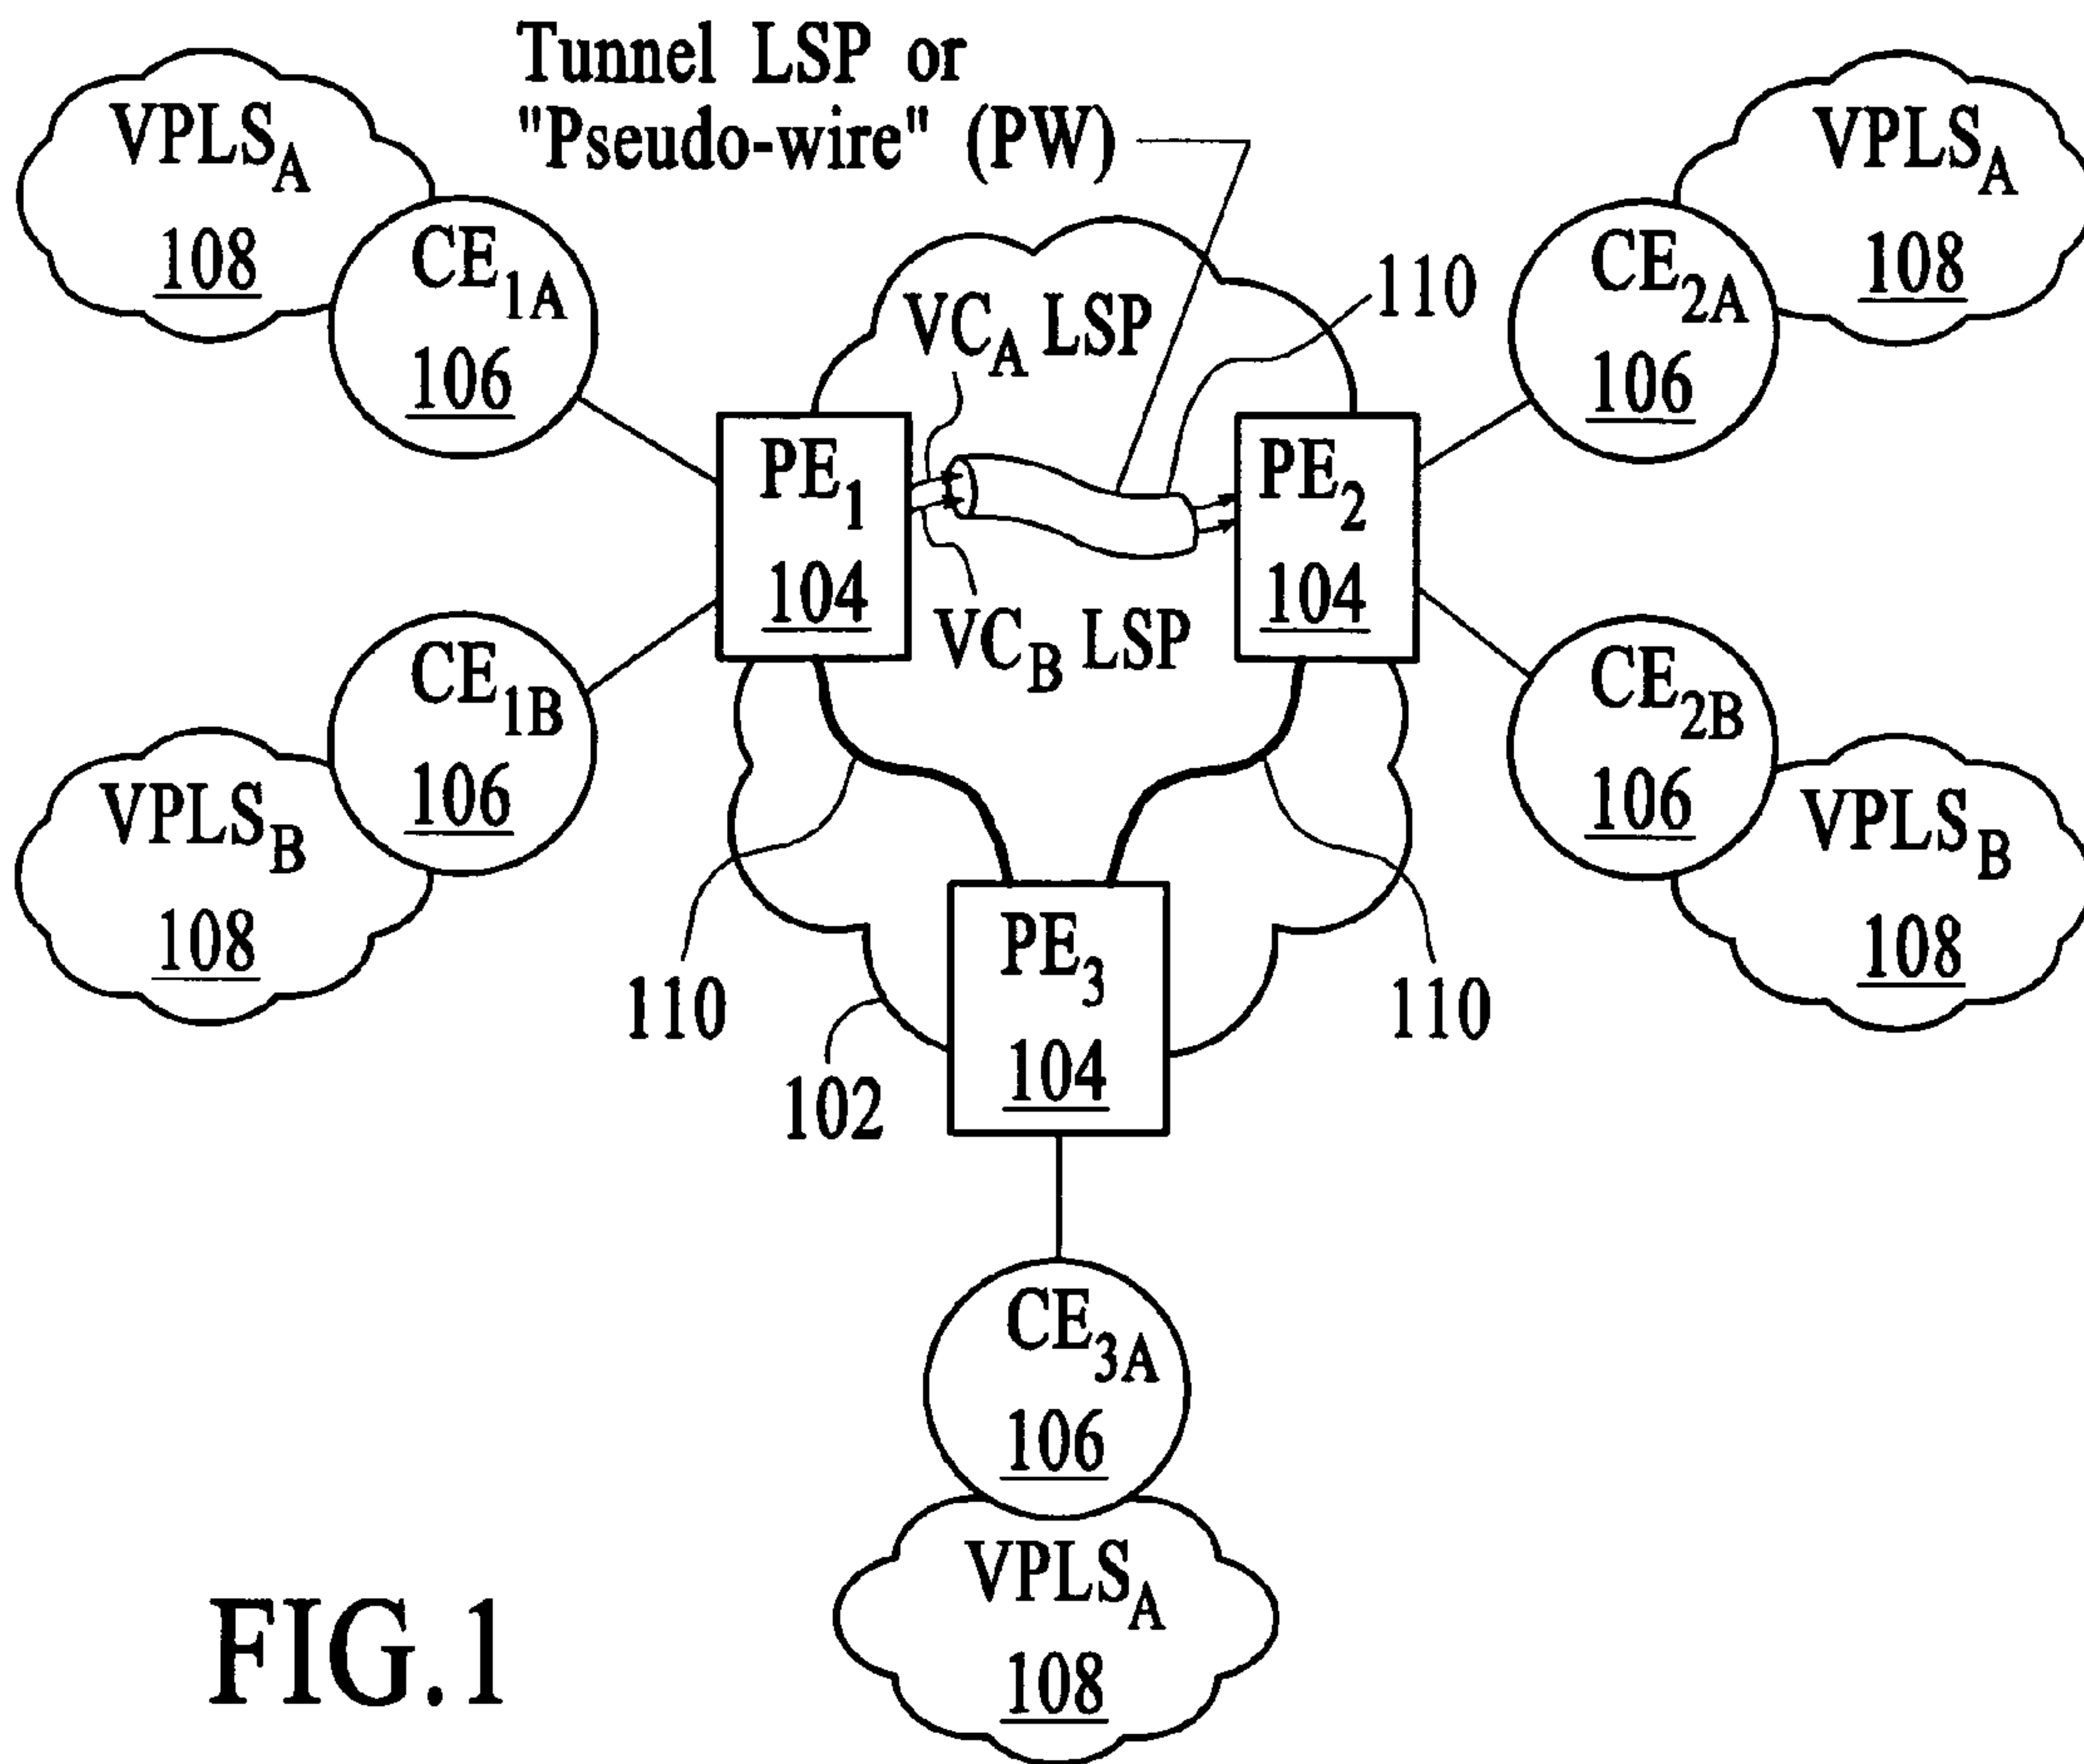 Tunnel LSP or
"Pseudo-wire" (PW)
VPLSA
108
CE1A
106
VPLSA
108
CE2A
106
110
VCA LSP
PE1
104
PE2
104
VCB LSP
CE1B
106
VPLSB
108
CE2B
106
VPLSB
108
110
102
PE3
104
110
CE3A
106
VPLSA
108
FIG.1